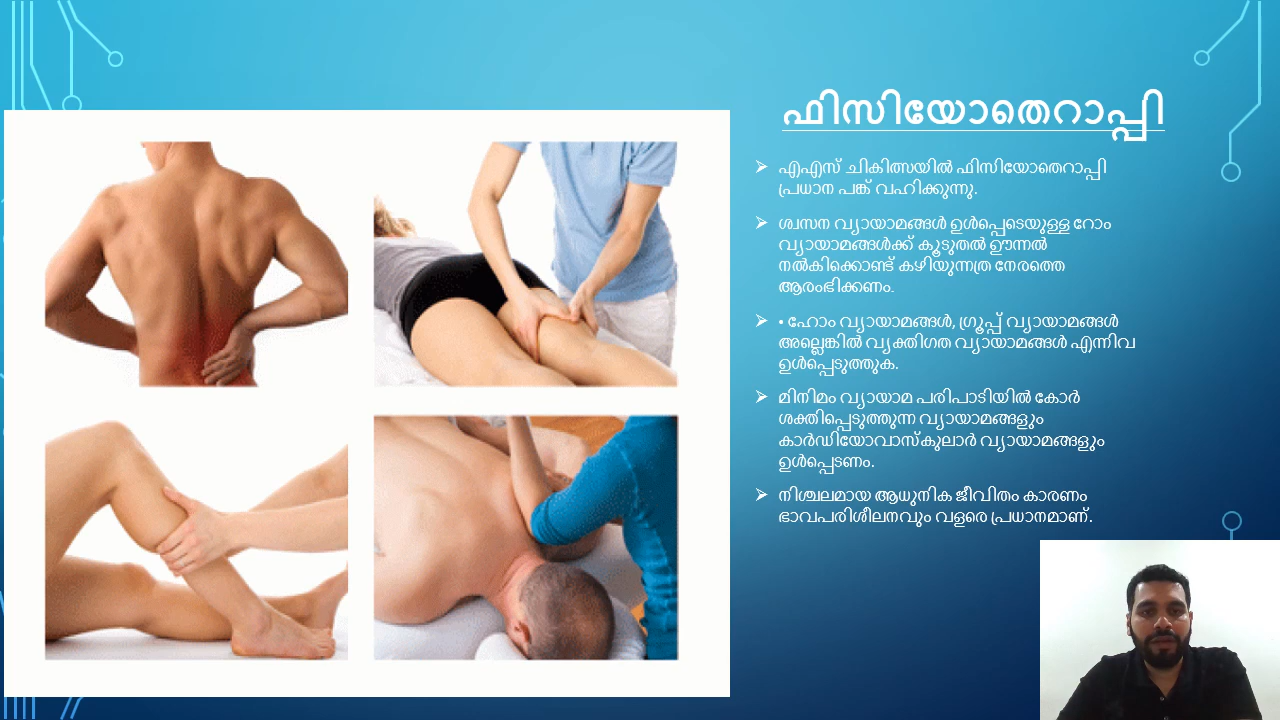 ഫിസിയോതെറാപ്പി
➢ എഎസ് ചികിത്സയിൽ ഫിസിയോതെറാപ്പി
പ്രധാന പങ്ക് വഹിക്കുന്നു.
➢ ശ്വസന വ്യായാമങ്ങൾ ഉൾപ്പെടെയുള്ള റോം
വ്യായാമങ്ങൾക്ക് കൂടുതൽ ഊന്നൽ
നൽകിക്കൊണ്ട് കഴിയുന്നത്ര നേരത്തെ
ആരംഭിക്കണം.
➢ • ഹോം വ്യായാമങ്ങൾ, ഗ്രൂപ്പ് വ്യായാമങ്ങൾ
അല്ലെങ്കിൽ വ്യക്തിഗത വ്യായാമങ്ങൾ എന്നിവ
ഉൾപ്പെടുത്തുക.
➢ മിനിമം വ്യായാമ പരിപാടിയിൽ കോർ
ശക്തിപ്പെടുത്തുന്ന വ്യായാമങ്ങളും
കാർഡിയോവാസ്കുലാർ വ്യായാമങ്ങളും
ഉൾപ്പെടണം.
➢ നിശ്ചലമായ ആധുനിക ജീവിതം കാരണം
ഭാവപരിശീലനവും വളരെ പ്രധാനമാണ്.